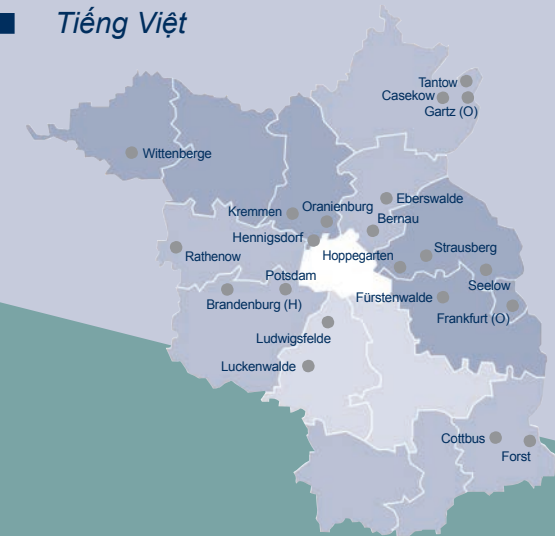 Tiếng Việt
Tantow
Casekow
Gartz (O)
Wittenberge
Eberswalde
Kremmen
Oranienburg
Bernau
Hennigsdorf
Strausberg
Rathenow
Hoppegarten
Potsdam
Seelow
Brandenburg (H)
Fürstenwalde
Frankfurt (O)
Ludwigsfelde
Luckenwalde
Cottbus
Forst